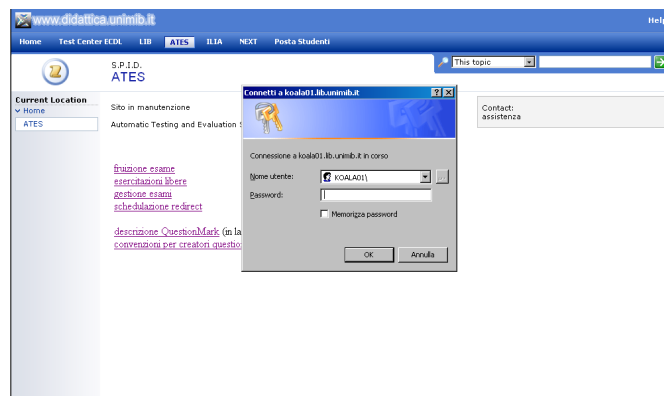 www.didattica.unimib.it
Help
Home Test Center ECDL LIB ATES ILIA NEXT Posta Studenti
This topic
S.P.I.D.
ATES
Current Location
Home
ATES
Sito in manutenzione
Automatic Testing and Evaluation S
fruizione esame
esercitazioni libere
gestione esami
schedulazione redirect
descrizione QuestionMark (in la
convenzioni per creatori questio
Connetti a koala01.lib.unimib.it
Connessione a koala01.lib.unimib.it in corso
Nome utente: KOALA01\
Password:
Memorizza password
OK Annulla
Contact:
assistenza